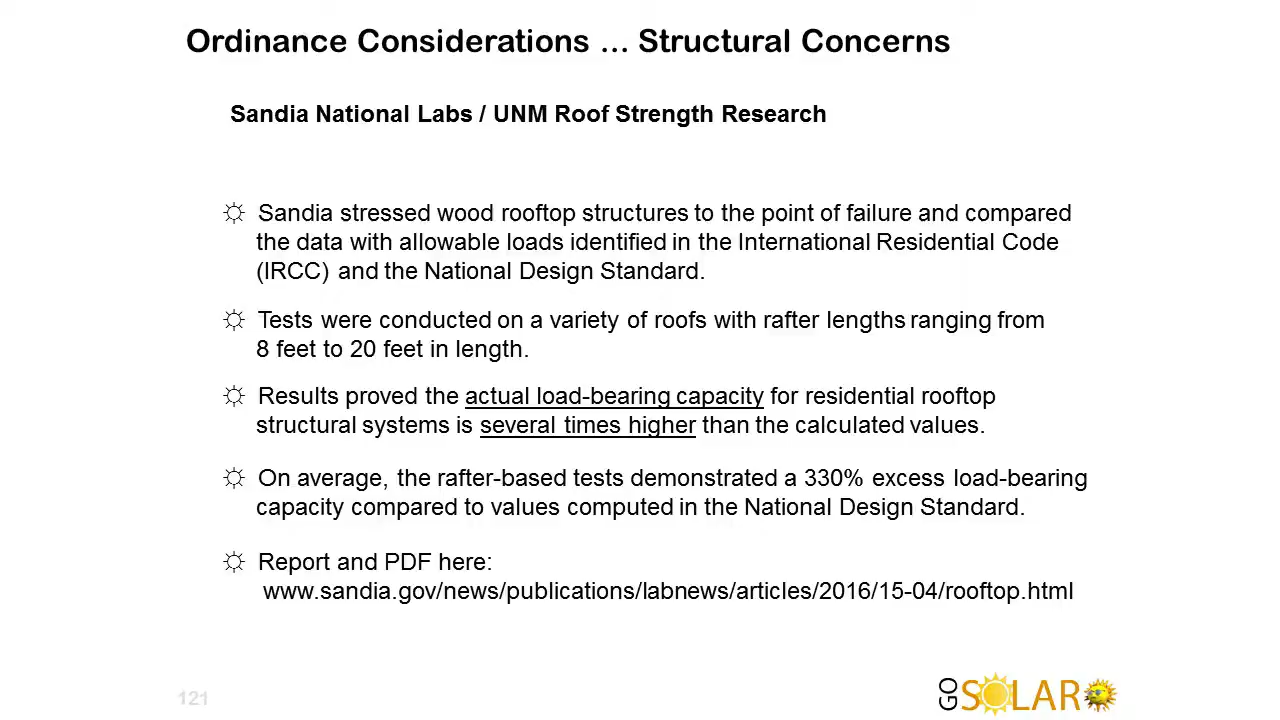 Ordinance Considerations ... Structural Concerns
Sandia National Labs / UNM Roof Strength Research
☼ Sandia stressed wood rooftop structures to the point of failure and compared
the data with allowable loads identified in the International Residential Code
(IRCC) and the National Design Standard.
☼ Tests were conducted on a variety of roofs with rafter lengths ranging from
8 feet to 20 feet in length.
☼ Results proved the actual load-bearing capacity for residential rooftop
structural systems is several times higher than the calculated values.
☼ On average, the rafter-based tests demonstrated a 330% excess load-bearing
capacity compared to values computed in the National Design Standard.
☼ Report and PDF here:
www.sandia.gov/news/publications/labnews/articles/2016/15-04/rooftop.html
121
GO SOLAR